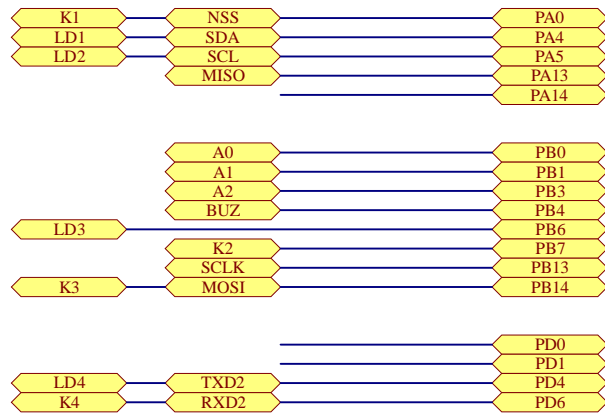 K1 NSS PA0
LD1 SDA PA4
LD2 SCL PA5
MISO PA13
PA14
A0 PB0
A1 PB1
A2 PB3
BUZ PB4
LD3 PB6
K2 PB7
SCLK PB13
K3 MOSI PB14
PD0
PD1
LD4 TXD2 PD4
K4 RXD2 PD6